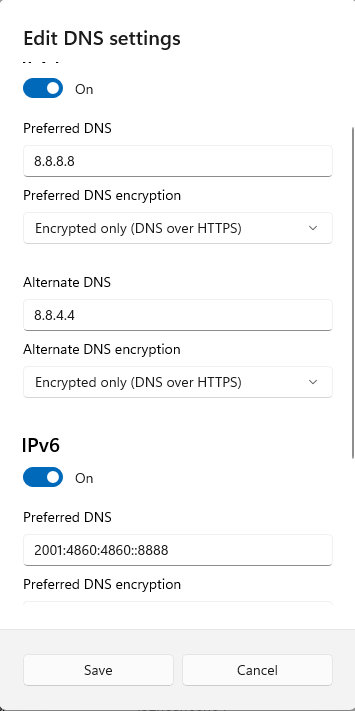 Edit DNS settings
On
Preferred DNS
8.8.8.8
Preferred DNS encryption
Encrypted only (DNS over HTTPS)
Alternate DNS
8.8.4.4
Alternate DNS encryption
Encrypted only (DNS over HTTPS)
IPv6
On
Preferred DNS
2001:4860:4860::8888
Preferred DNS encryption
Save
Cancel